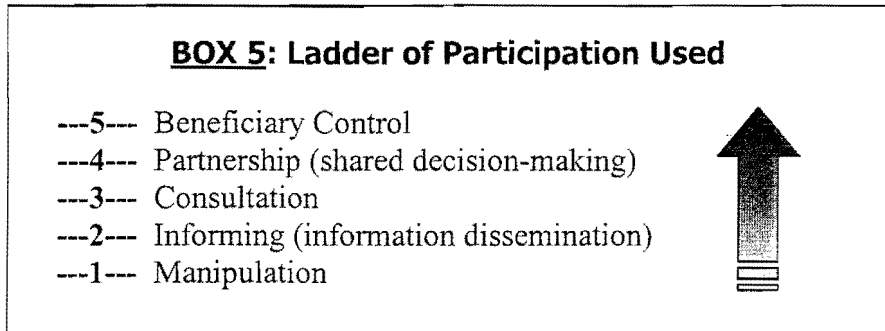 BOX 5: Ladder of Participation Used
---5--- Beneficiary Control
---4--- Partnership (shared decision-making)
---3--- Consultation
---2--- Informing (information dissemination)
---1--- Manipulation